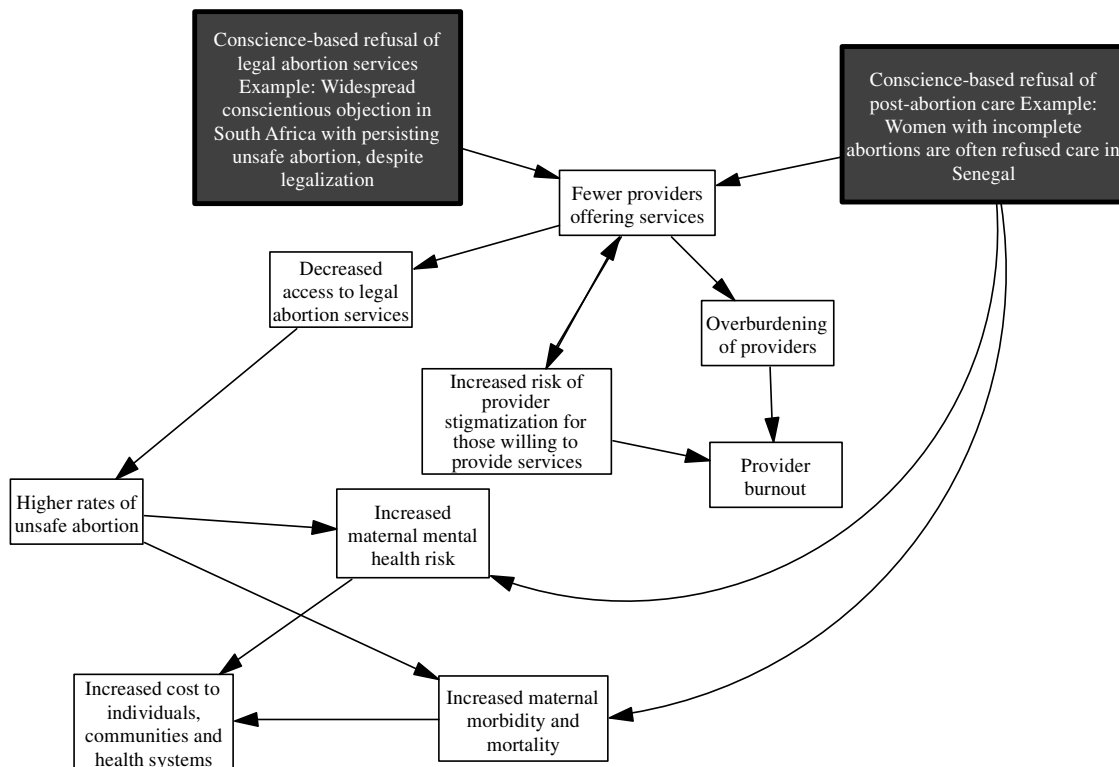 Conscience-based refusal of
legal abortion services
Example: Widespread
conscientious objection in
South Africa with persisting
unsafe abortion, despite
legalization
Conscience-based refusal of
post-abortion care Example:
Women with incomplete
abortions are often refused care in
Senegal
Fewer providers
offering services
Decreased
access to legal
abortion services
Overburdening
of providers
Increased risk of
provider
stigmatization for
those willing to
provide services
Provider
burnout
Higher rates of
unsafe abortion
Increased
maternal mental
health risk
Increased cost to
individuals,
communities and
health systems
Increased maternal
morbidity and
mortality